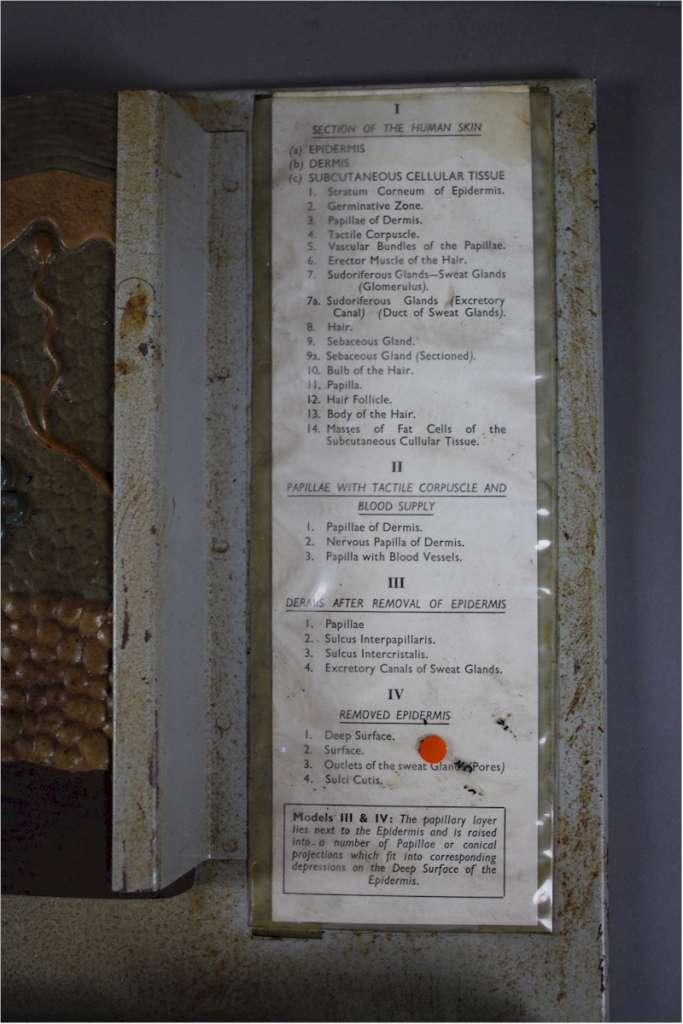 I
SECTION OF THE HUMAN SKIN
(a) EPIDERMIS
(b) DERMIS
(c) SUBCUTANEOUS CELLULAR TISSUE
1. Stratum Corneum of Epidermis.
2. Germinative Zone.
3. Papillae of Dermis.
4. Tactile Corpuscle.
5. Vascular Bundles of the Papillae.
6. Erector Muscle of the Hair.
7. Sudoriferous Glands—Sweat Glands
(Glomerulus).
7a. Sudoriferous Glands (Excretory
Canal) (Duct of Sweat Glands).
8. Hair.
9. Sebaceous Gland.
9a. Sebaceous Gland (Sectioned).
10. Bulb of the Hair.
11. Papilla.
12. Hair Follicle.
13. Body of the Hair.
14. Masses of Fat Cells of the
Subcutaneous Cullular Tissue.
II
PAPILLAE WITH TACTILE CORPUSCLE AND
BLOOD SUPPLY
1. Papillae of Dermis.
2. Nervous Papilla of Dermis.
3. Papilla with Blood Vessels.
III
DERMIS AFTER REMOVAL OF EPIDERMIS
1. Papillae
2. Sulcus Interpapillaris.
3. Sulcus Intercristalis.
4. Excretory Canals of Sweat Glands.
IV
REMOVED EPIDERMIS
1. Deep Surface.
2. Surface.
3. Outlets of the sweat Gland (Pores)
4. Sulci Cutis.
Models III & IV: The papillary layer
lies next to the Epidermis and is raised
into a number of Papillae or conical
projections which fit into corresponding
depressions on the Deep Surface of the
Epidermis.